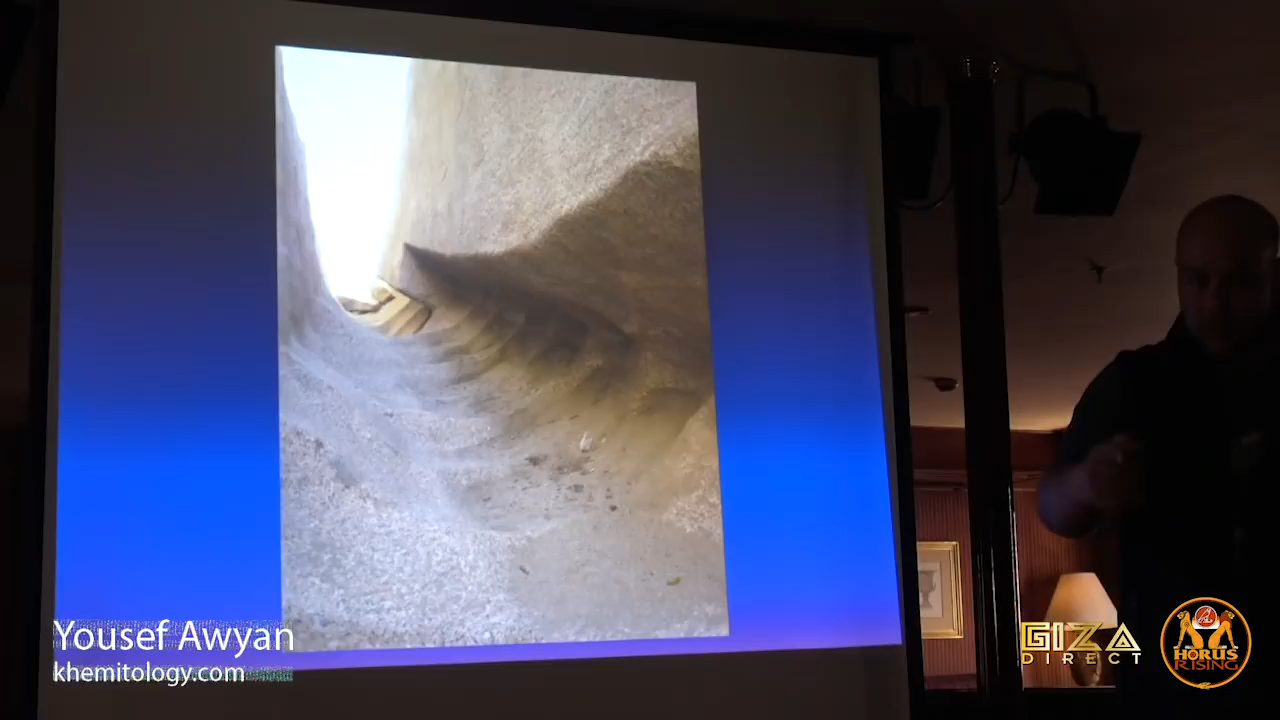 Yousef Awyan
khemitology.com
GIZA
DIRECT
HORUS
RISING